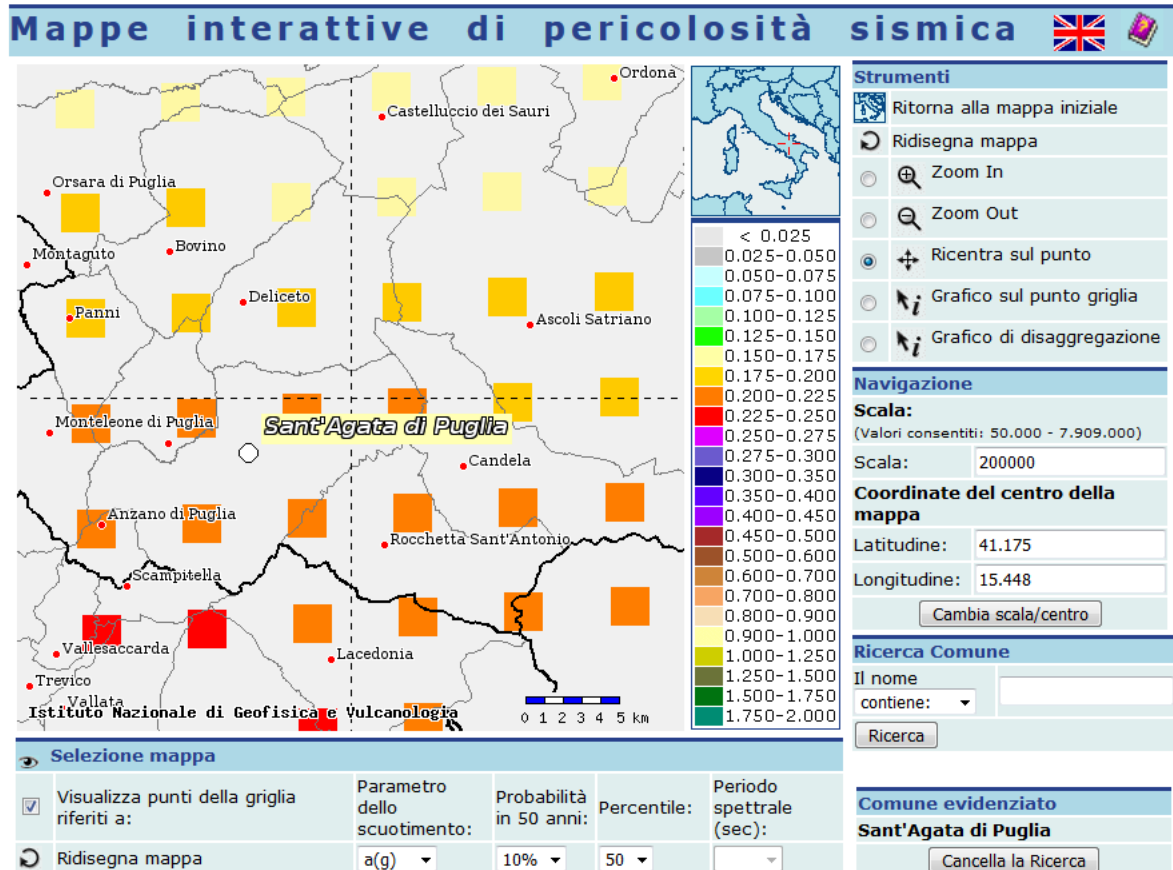 Mappe interattive di pericolosità sismica
Ordona
Castelluccio dei Sauri
Orsara di Puglia
Bovino
Montaguto
Deliceto
Panni
Ascoli Satriano
Monteleone di Puglia
Sant'Agata di Puglia
Candela
Anzano di Puglia
Rocchetta Sant'Antonio
Scampitella
Vallesaccarda
Lacedonia
Trevico
Vallata
Istituto Nazionale di Geofisica e Vulcanologia
0 1 2 3 4 5 km
< 0.025
0.025-0.050
0.050-0.075
0.075-0.100
0.100-0.125
0.125-0.150
0.150-0.175
0.175-0.200
0.200-0.225
0.225-0.250
0.250-0.275
0.275-0.300
0.300-0.350
0.350-0.400
0.400-0.450
0.450-0.500
0.500-0.600
0.600-0.700
0.700-0.800
0.800-0.900
0.900-1.000
1.000-1.250
1.250-1.500
1.500-1.750
1.750-2.000
Strumenti
Ritorna alla mappa iniziale
Ridisegna mappa
Zoom In
Zoom Out
Ricentra sul punto
i Grafico sul punto griglia
i Grafico di disaggregazione
Navigazione
Scala:
(Valori consentiti: 50.000 - 7.909.000)
Scala: 200000
Coordinate del centro della
mappa
Latitudine: 41.175
Longitudine: 15.448
Cambia scala/centro
Ricerca Comune
Il nome
contiene:
Ricerca
Comune evidenziato
Sant'Agata di Puglia
Cancella la Ricerca
Selezione mappa
Visualizza punti della griglia
riferiti a:
Parametro
dello
scuotimento:
Probabilità
in 50 anni:
Percentile:
Periodo
spettrale
(sec):
Ridisegna mappa
a(g) 10% 50